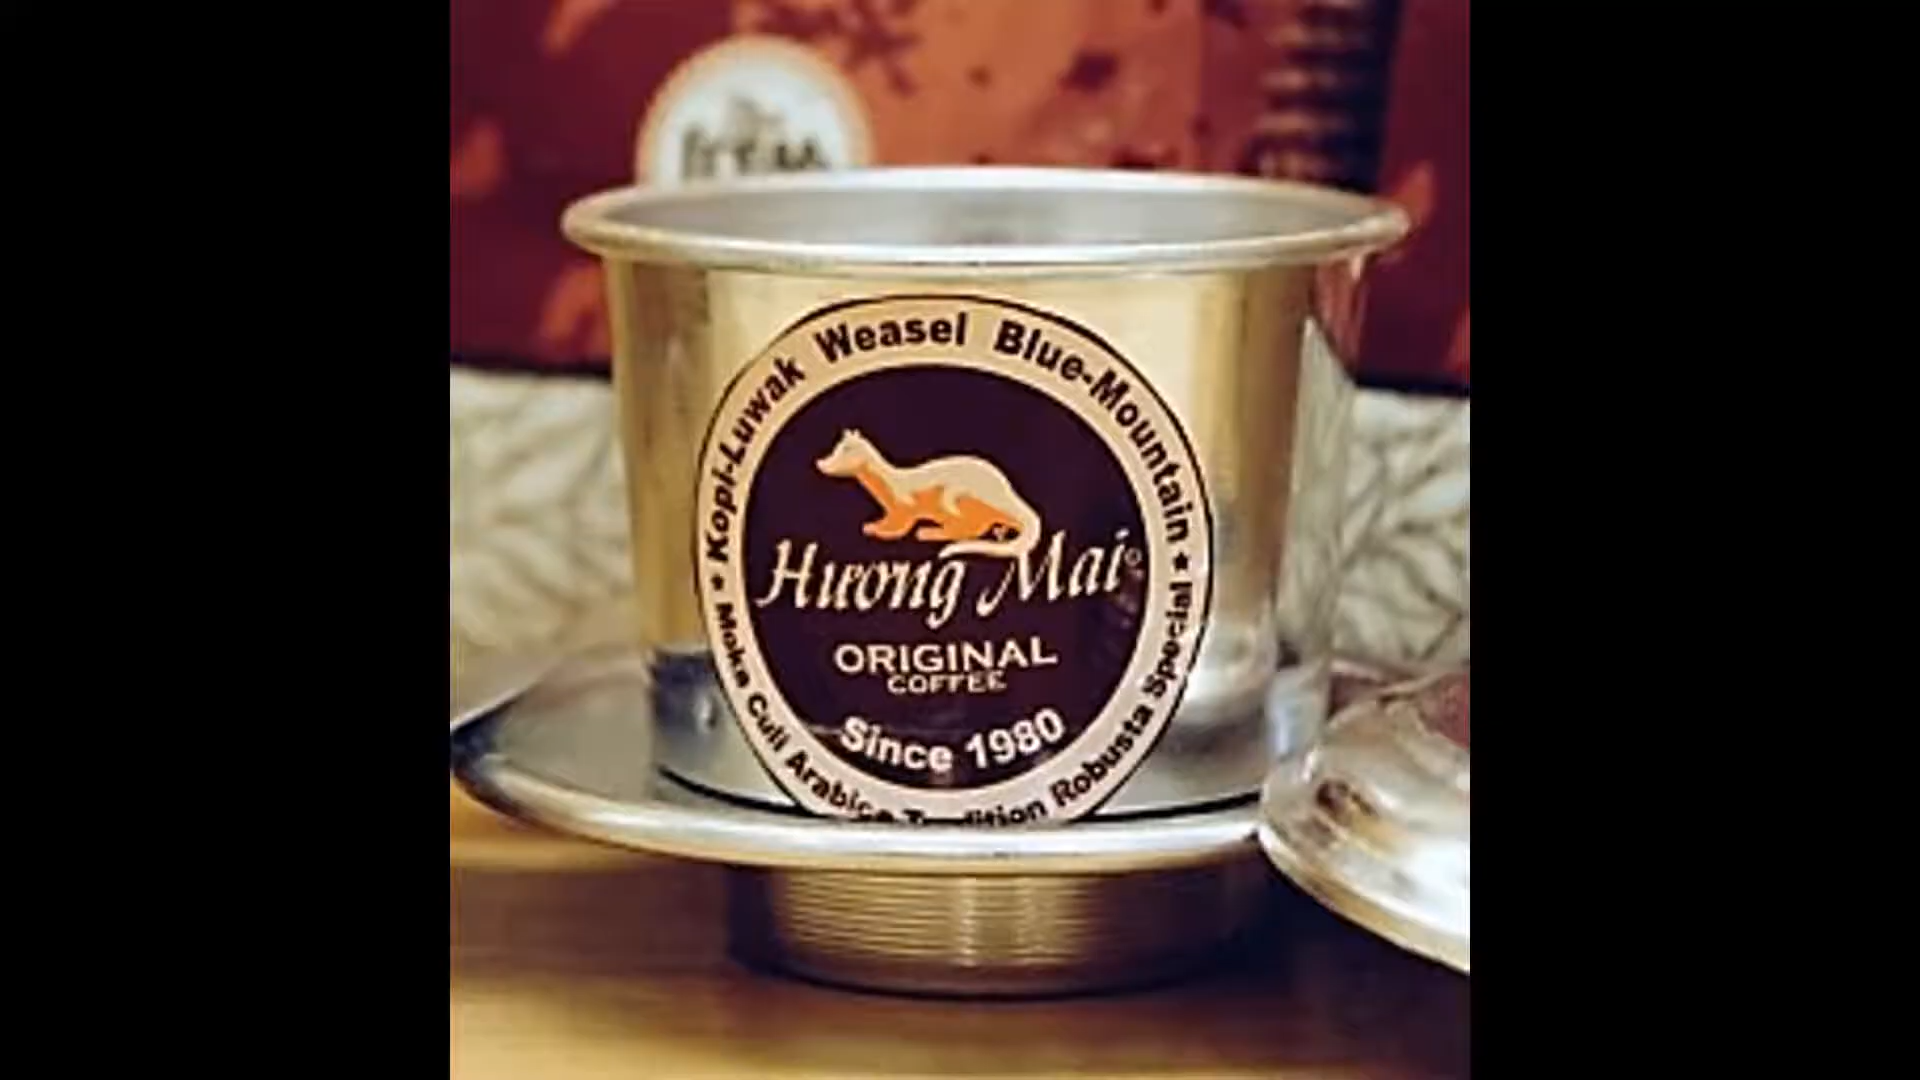 Kopi-Luwak Weasel Blue-Mountain
Hương Mai
ORIGINAL
COFFEE
Since 1980
Moka Culi Arabica Tradition Robusta Special